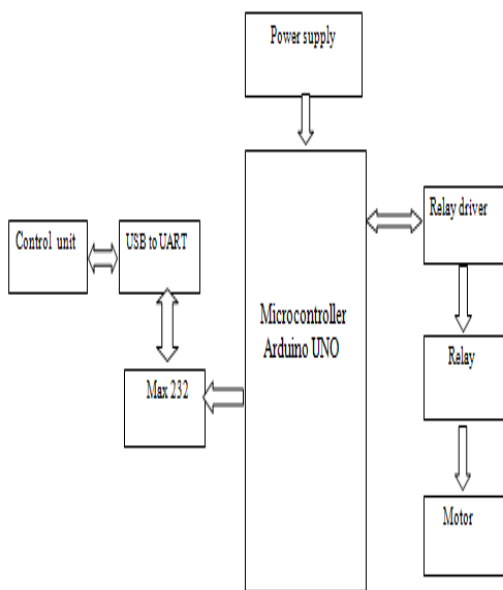 Power supply
Control unit
USB to UART
Relay driver
Microcontroller
Arduino UNO
Relay
Max 232
Motor